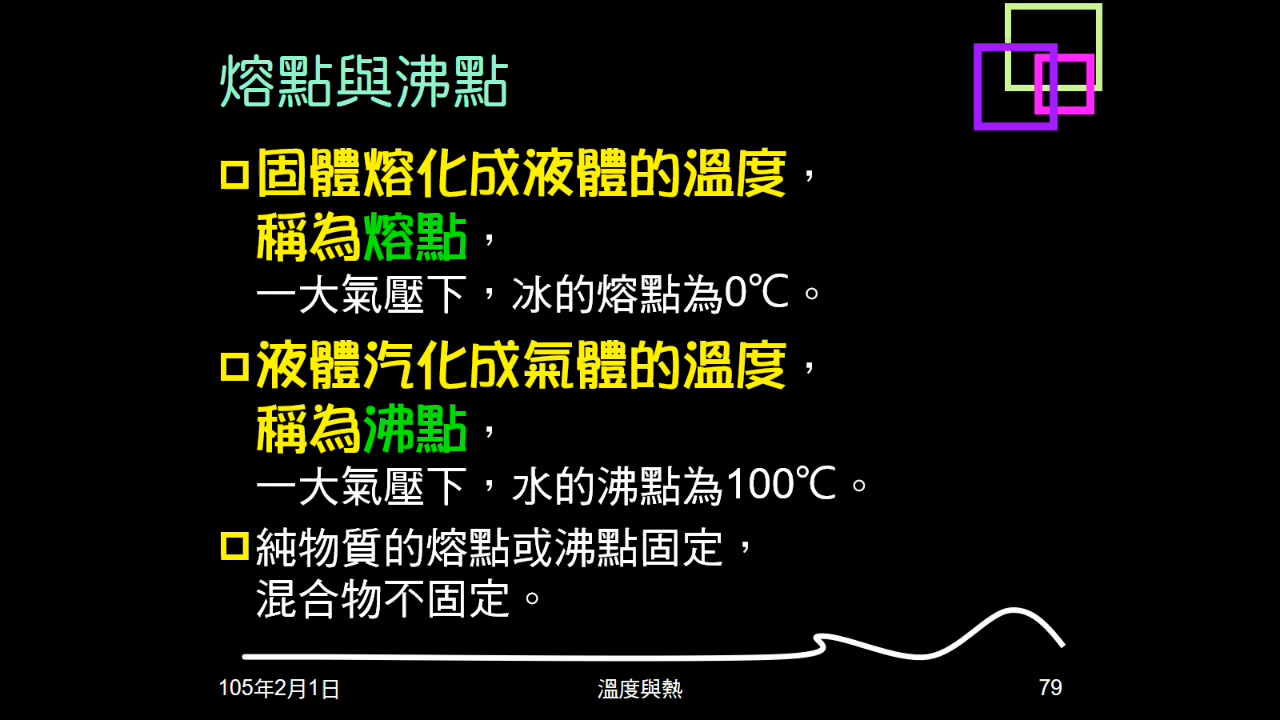 熔點與沸點
固體熔化成液體的溫度，
稱為熔點，
一大氣壓下，冰的熔點為0℃。
液體汽化成氣體的溫度，
稱為沸點，
一大氣壓下，水的沸點為100℃。
純物質的熔點或沸點固定，
混合物不固定。
105年2月1日
溫度與熱
79